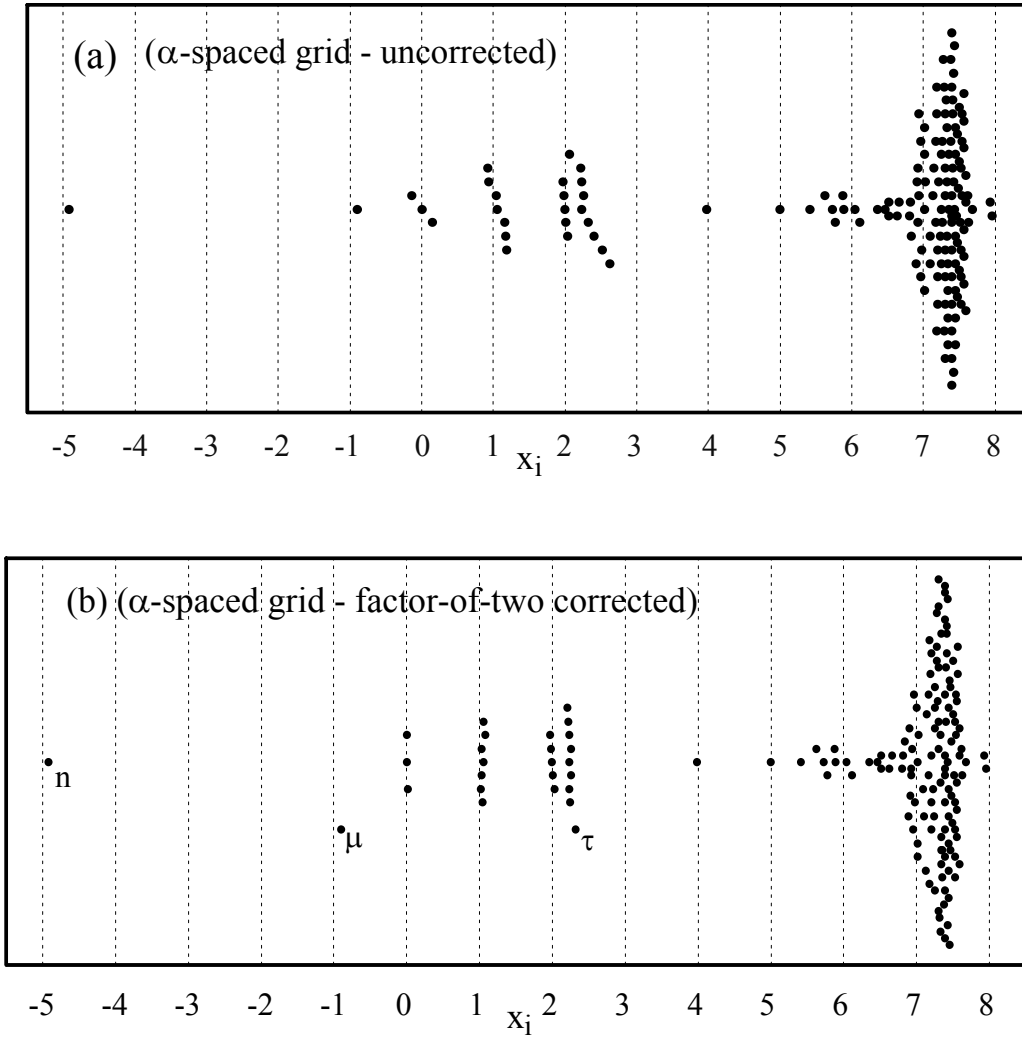 (a) (α-spaced grid - uncorrected)
-5 -4 -3 -2 -1 0 1 2 3 4 5 6 7 8
xi
(b) (α-spaced grid - factor-of-two corrected)
n
μ τ
-5 -4 -3 -2 -1 0 1 2 3 4 5 6 7 8
xi